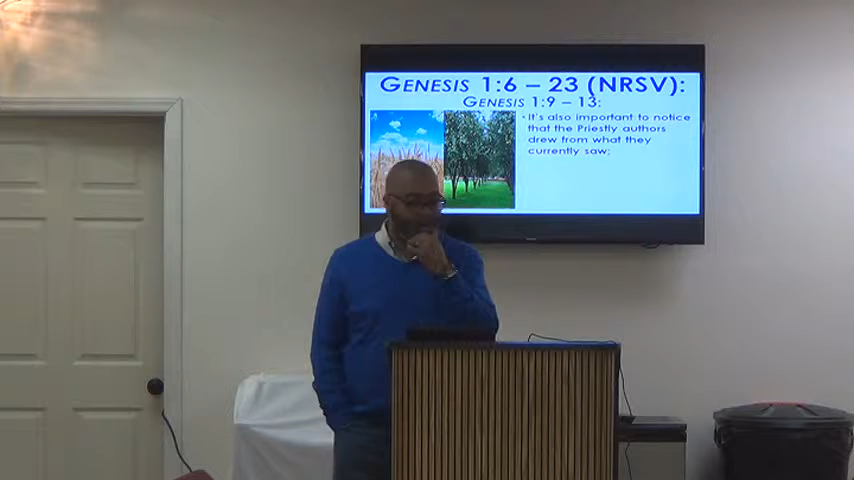 GENESIS 1:6 – 23 (NRSV):
GENESIS 1:9 – 13:
• It's also important to notice
that the Priestly authors
drew from what they
currently saw;